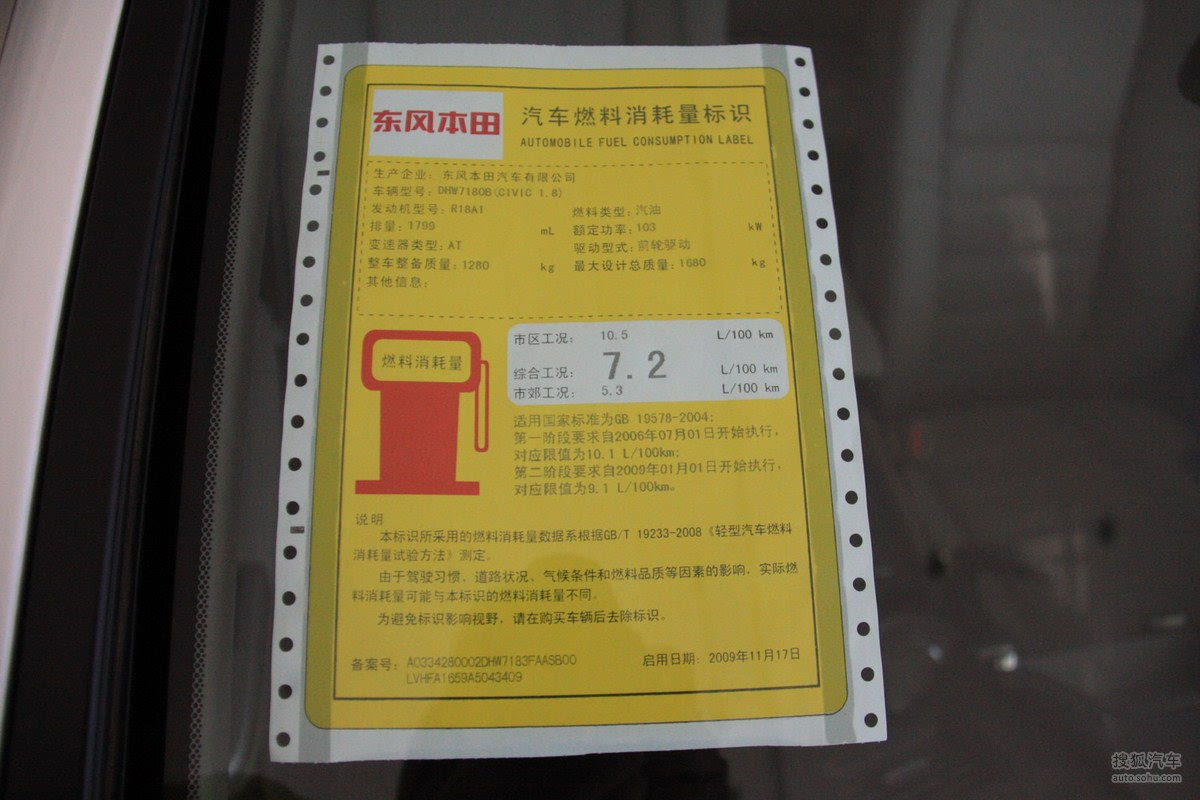 东风本田
汽车燃料消耗量标识
AUTOMOBILE FUEL CONSUMPTION LABEL
生产企业：东风本田汽车有限公司
车辆型号：DHW7180B(CIVIC 1.8)
发动机型号：R18A1 燃料类型：汽油
排量：1799 mL 额定功率：103 kW
变速器类型：AT 驱动型式：前轮驱动
整车整备质量：1280 kg 最大设计总质量：1680 kg
其他信息：
燃料消耗量
市区工况： 10.5 L/100 km
综合工况： 7.2 L/100 km
市郊工况： 5.3 L/100 km
适用国家标准为GB 19578-2004；
第一阶段要求自2006年07月01日开始执行，
对应限值为10.1 L/100km；
第二阶段要求自2009年01月01日开始执行，
对应限值为9.1 L/100km。
说明
本标识所采用的燃料消耗量数据系根据GB/T 19233-2008《轻型汽车燃料
消耗量试验方法》测定。
由于驾驶习惯、道路状况、气候条件和燃料品质等因素的影响，实际燃
料消耗量可能与本标识的燃料消耗量不同。
为避免标识影响视野，请在购买车辆后去除标识。
备案号：A0334280002DHW7183FAASB00 启用日期：2009年11月17日
LVHFA1659A5043409
搜狐汽车
auto.sohu.com